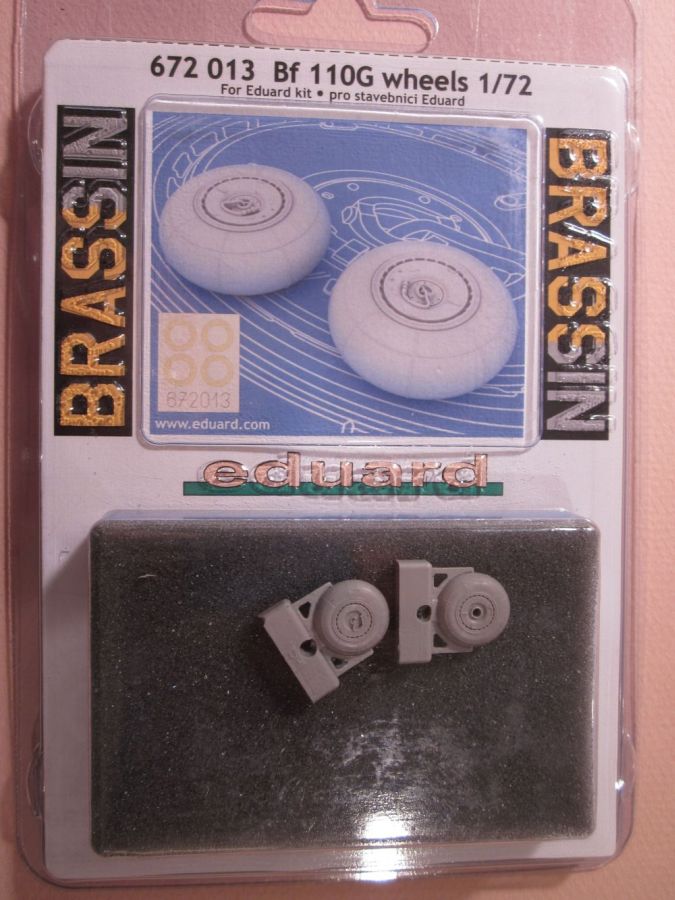 672 013 Bf 110G wheels 1/72
For Eduard kit • pro stavebnici Eduard
BRASSIN
BRASSIN
672013
www.eduard.com
eduard